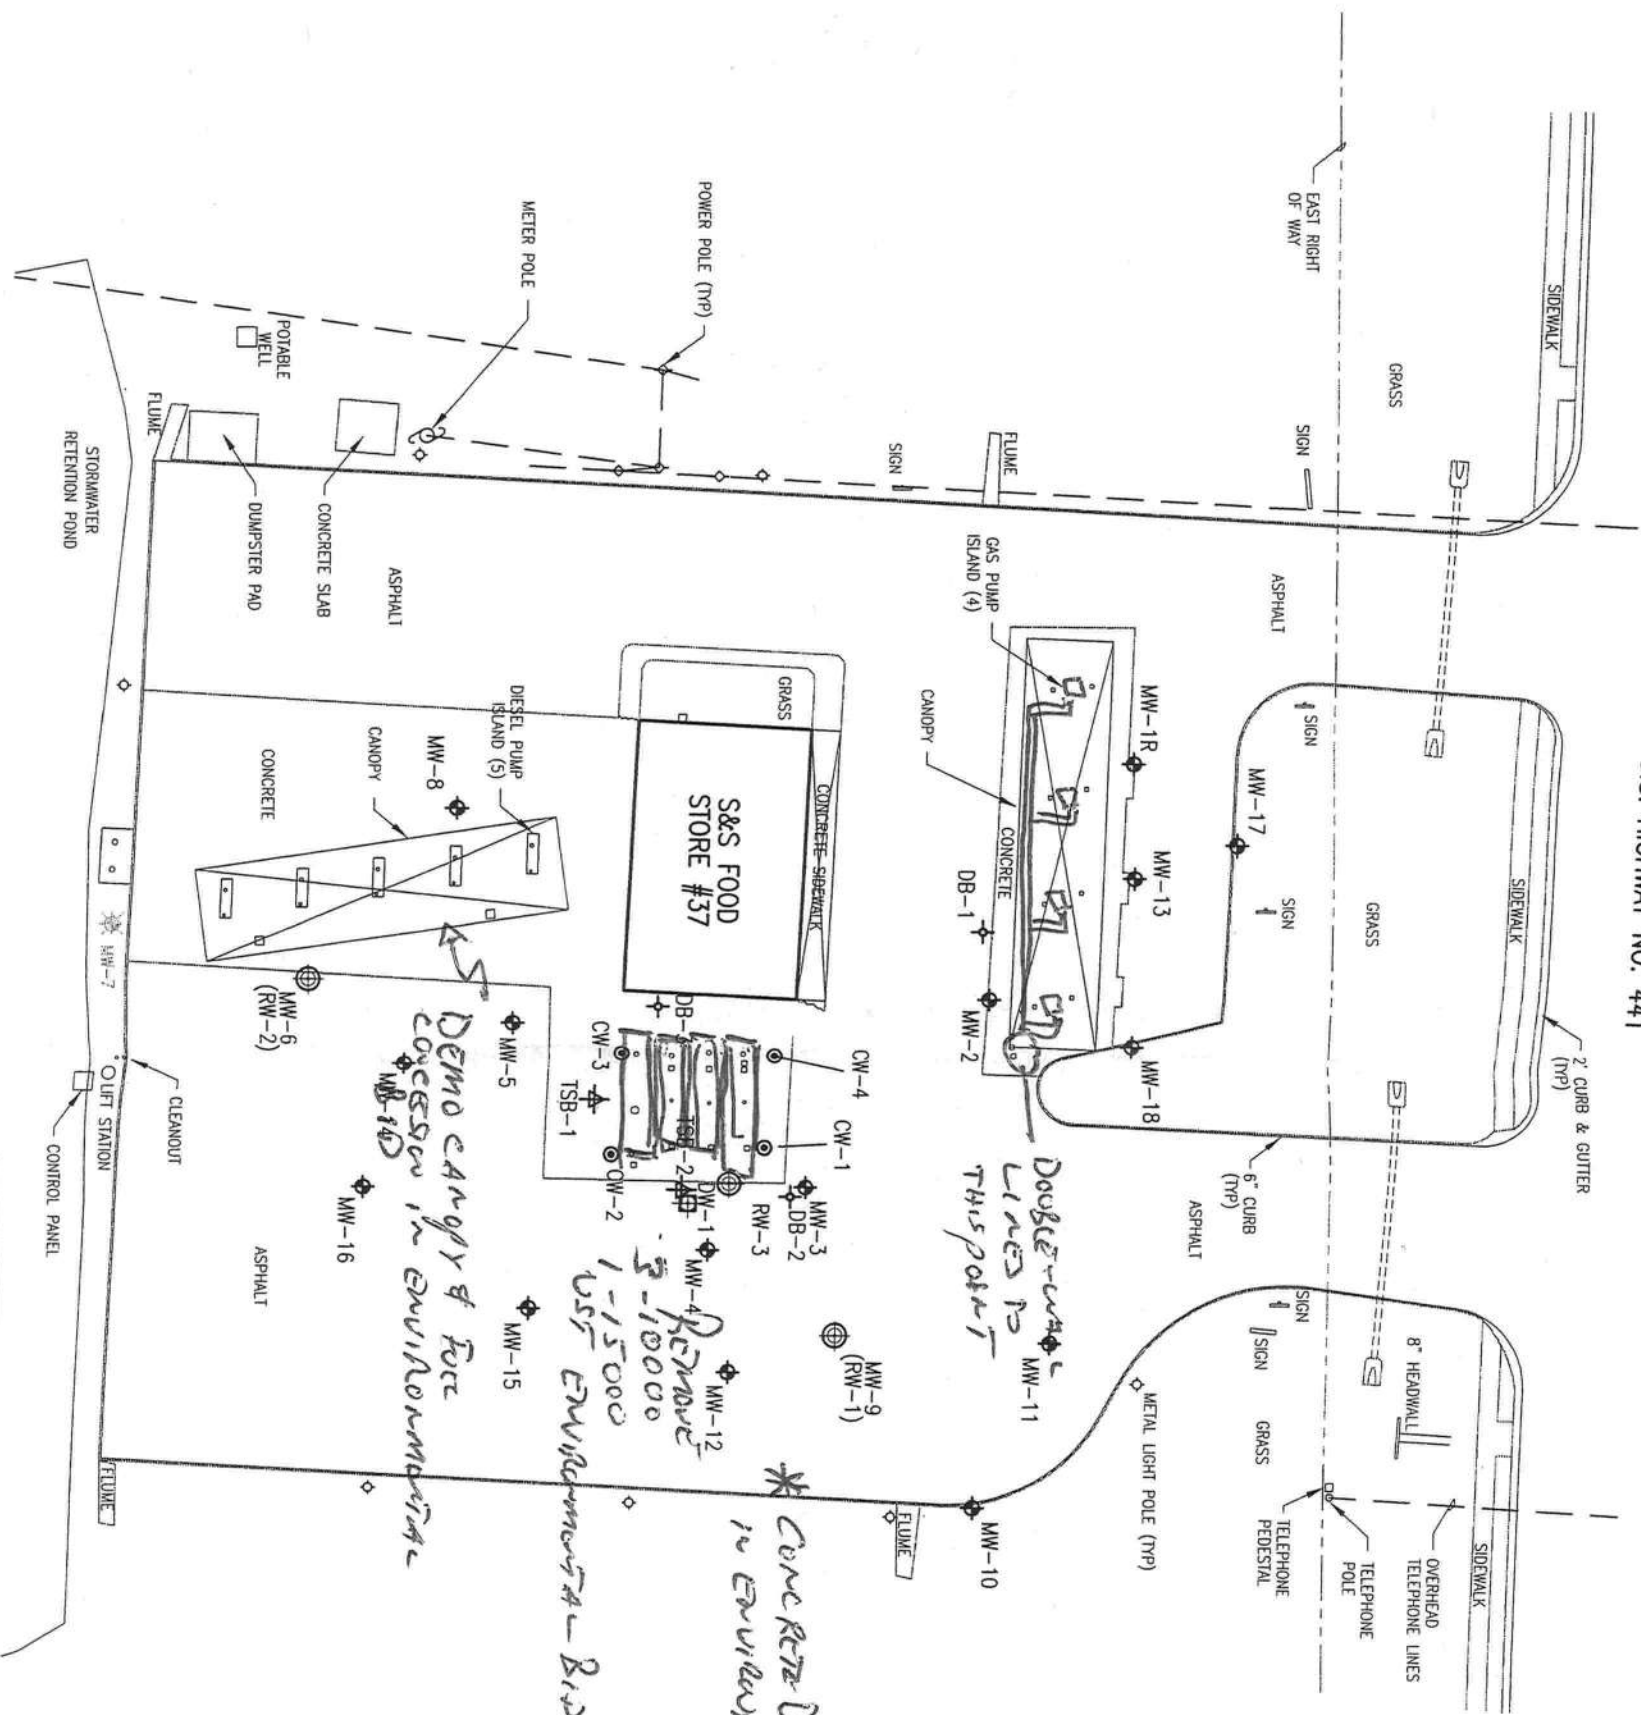 U.S. HIGHWAY NO. 441
2' CURB & GUTTER
(TYP)
SIDEWALK
SIDEWALK
SIDEWALK
OVERHEAD
TELEPHONE LINES
TELEPHONE
POLE
TELEPHONE
PEDESTAL
8" HEADWALL
GRASS
GRASS
GRASS
EAST RIGHT
OF WAY
SIGN
SIGN
SIGN
SIGN
SIGN
SIGN
6" CURB
(TYP)
ASPHALT
ASPHALT
METAL LIGHT POLE (TYP)
MW-17
MW-1R
MW-13
MW-18
MW-11
MW-10
FLUME
FLUME
GAS PUMP
ISLAND (4)
CANOPY
CONCRETE
DB-1
MW-2
DOUBLE-WALL
LINES TO
THIS POINT
POWER POLE (TYP)
METER POLE
GRASS
CONCRETE SIDEWALK
S&S FOOD
STORE #37
CW-4
CW-1
MW-3
DB-2
RW-3
DW-1
TSB-2
CW-3
TSB-1
MW-9
(RW-1)
MW-4
MW-12
REMOVE
3-10000
1-15000
UST ENVIRONMENTAL
* CONCRETE
IN
DIESEL PUMP
ISLAND (5)
CANOPY
MW-8
CONCRETE
MW-5
MW-6
(RW-2)
MW-16
MW-15
DEMO CANOPY &
IN ENVIRONMENTAL
ASPHALT
ASPHALT
CONCRETE SLAB
DUMPSTER PAD
POTABLE
WELL
FLUME
FLUME
STORMWATER
RETENTION POND
MW-7
LIFT STATION
CLEANOUT
CONTROL PANEL